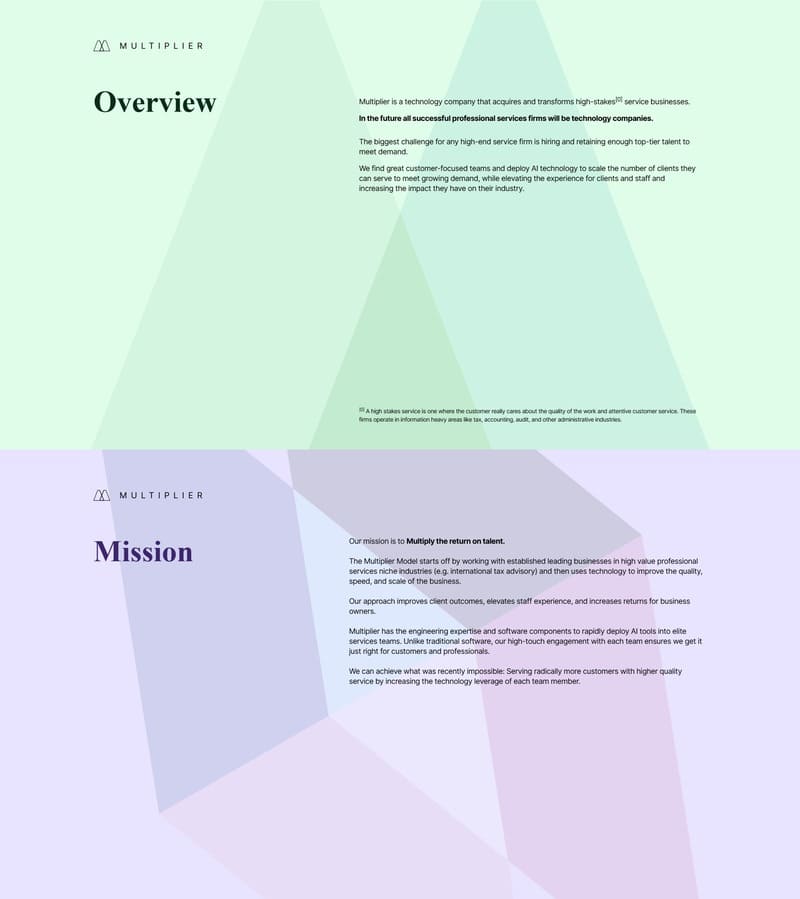 MULTIPLIER
Overview
Multiplier is a technology company that acquires and transforms high-stakes[0] service businesses.
In the future all successful professional services firms will be technology companies.
The biggest challenge for any high-end service firm is hiring and retaining enough top-tier talent to
meet demand.
We find great customer-focused teams and deploy AI technology to scale the number of clients they
can serve to meet growing demand, while elevating the experience for clients and staff and
increasing the impact they have on their industry.
[0] A high stakes service is one where the customer really cares about the quality of the work and attentive customer service. These
firms operate in information heavy areas like tax, accounting, audit, and other administrative industries.
MULTIPLIER
Mission
Our mission is to Multiply the return on talent.
The Multiplier Model starts off by working with established leading businesses in high value professional
services niche industries (e.g. international tax advisory) and then uses technology to improve the quality,
speed, and scale of the business.
Our approach improves client outcomes, elevates staff experience, and increases returns for business
owners.
Multiplier has the engineering expertise and software components to rapidly deploy AI tools into elite
services teams. Unlike traditional software, our high-touch engagement with each team ensures we get it
just right for customers and professionals.
We can achieve what was recently impossible: Serving radically more customers with higher quality
service by increasing the technology leverage of each team member.